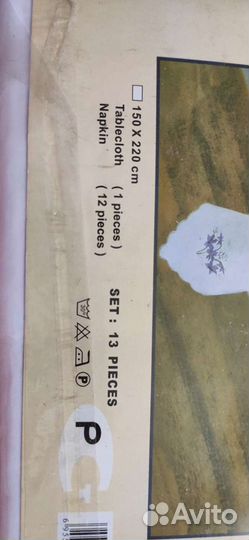 150 X 220 cm
Tablecloth ( 1 pieces )
Napkin ( 12 pieces )
SET : 13 PIECES
P
P
G
Avito